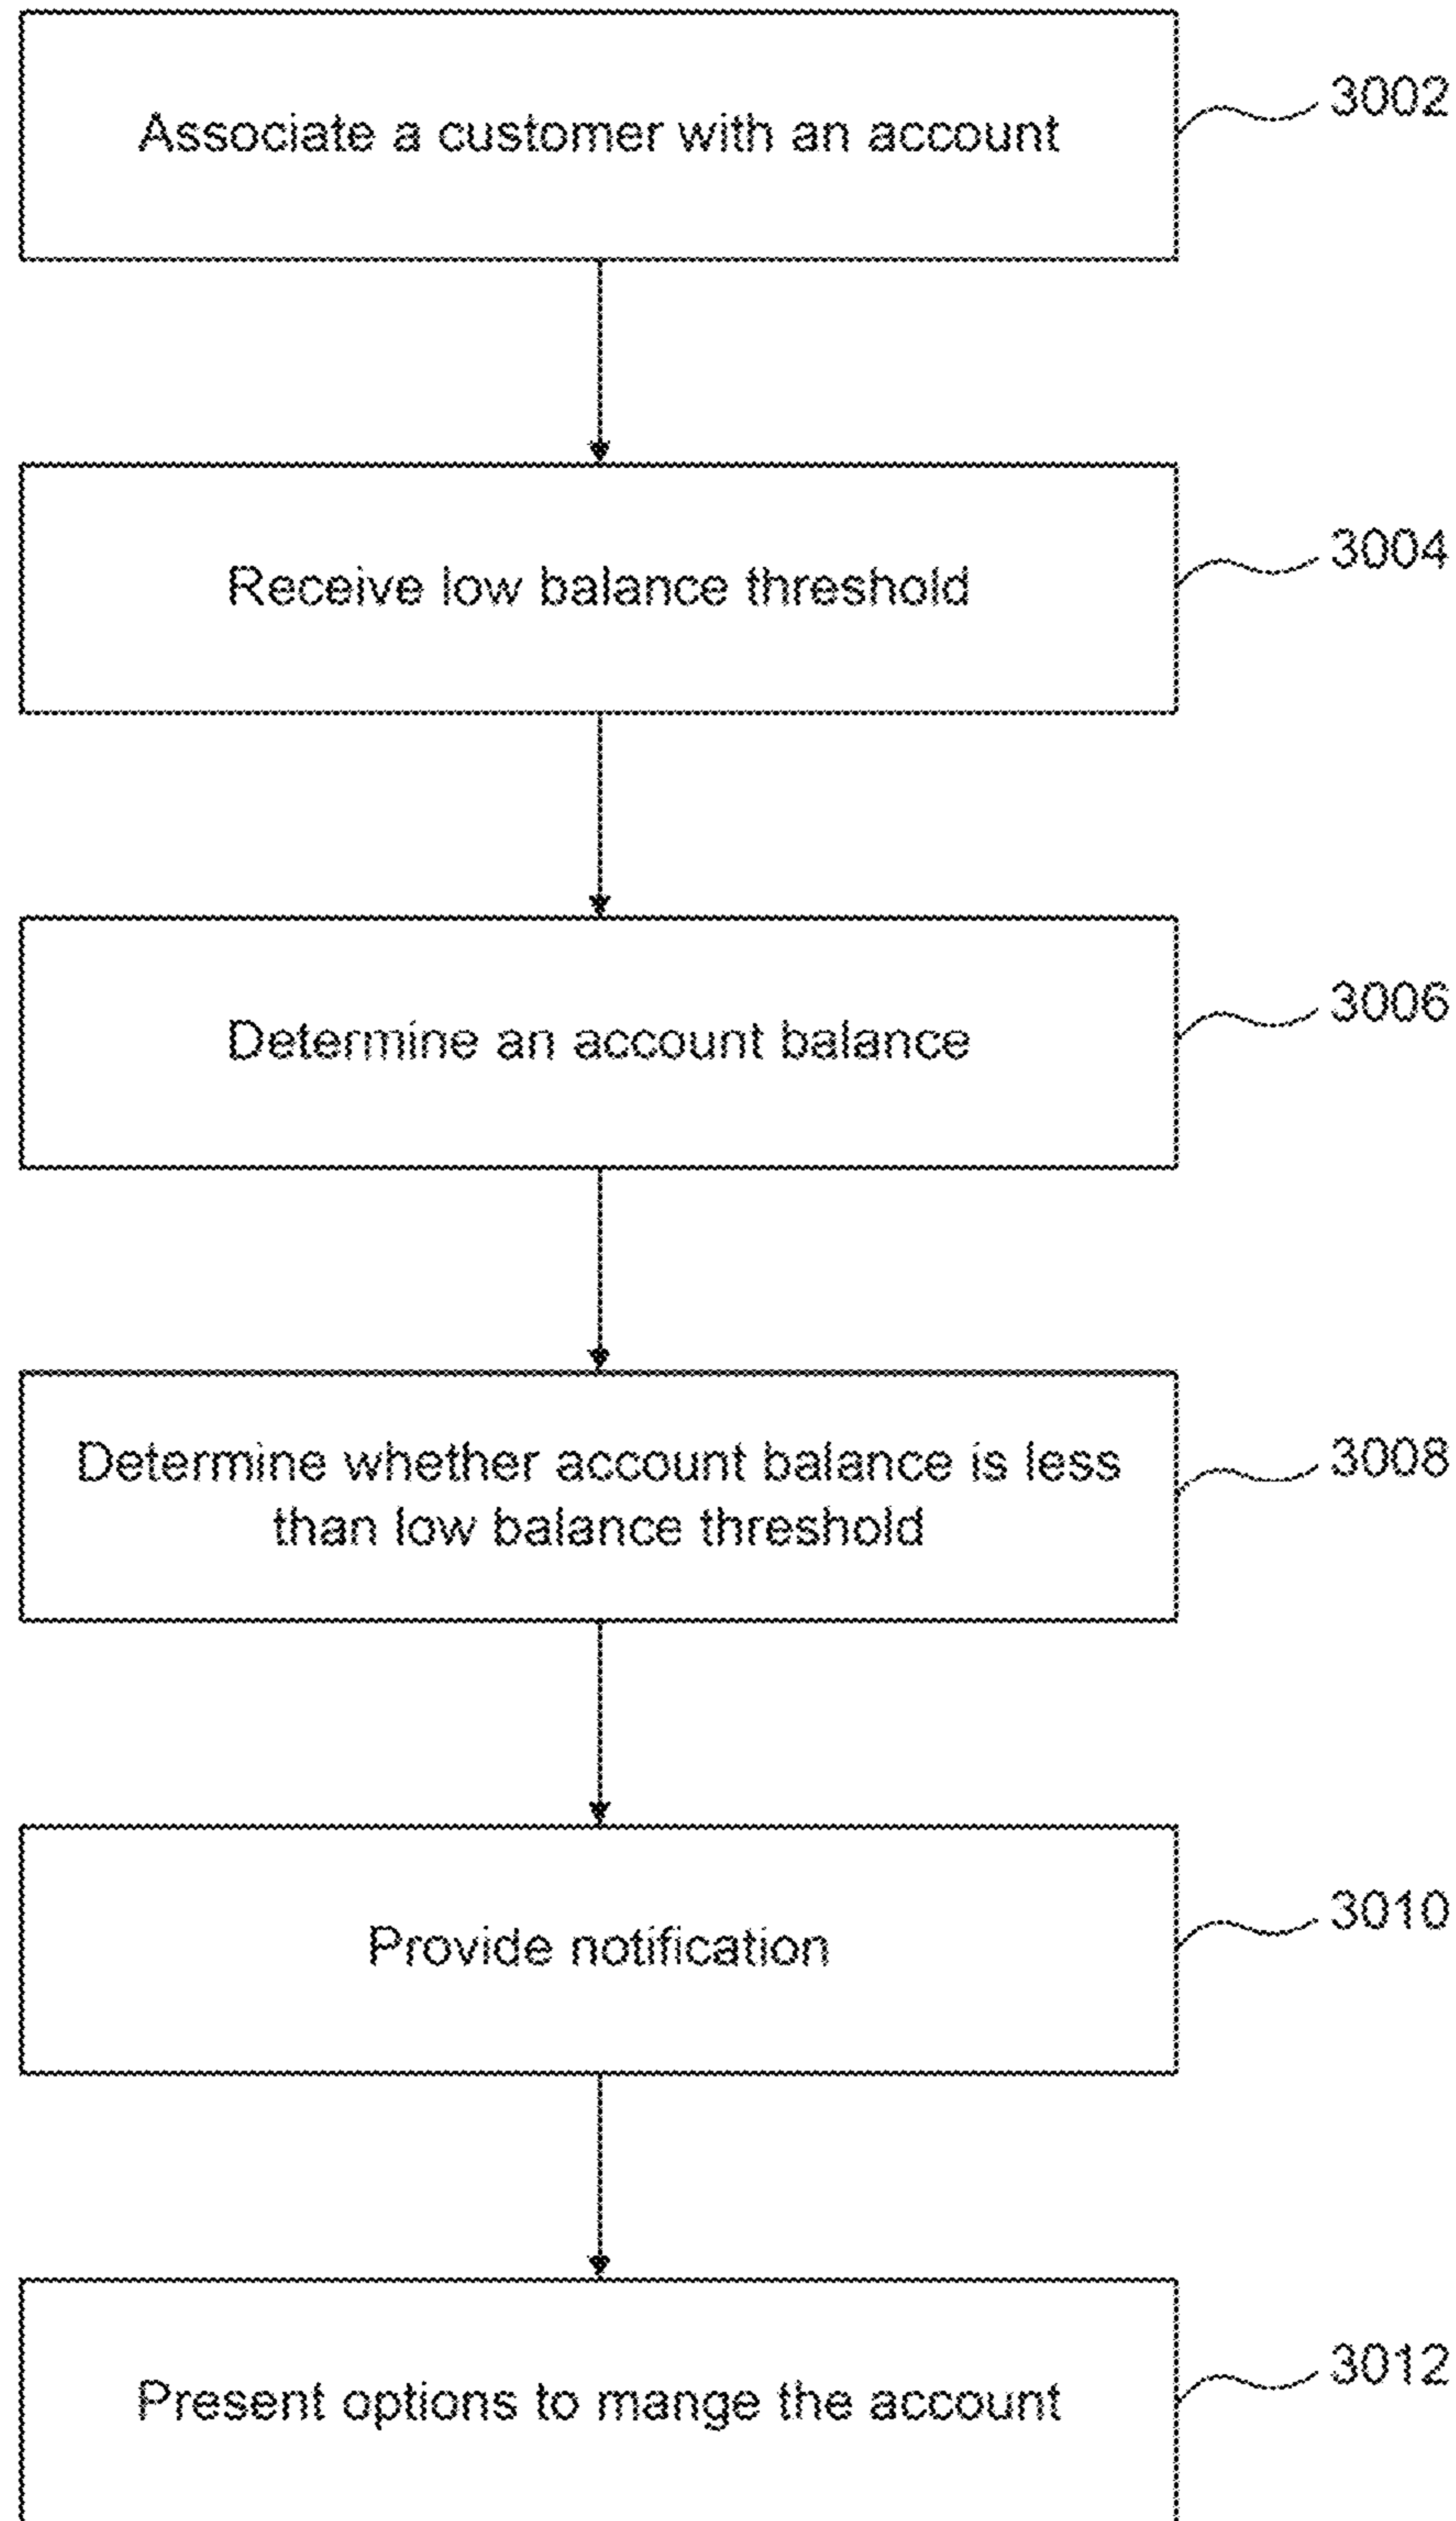 Associate a customer with an account
3002
Receive low balance threshold
3004
Determine an account balance
3006
Determine whether account balance is less
than low balance threshold
3008
Provide notification
3010
Present options to mange the account
3012